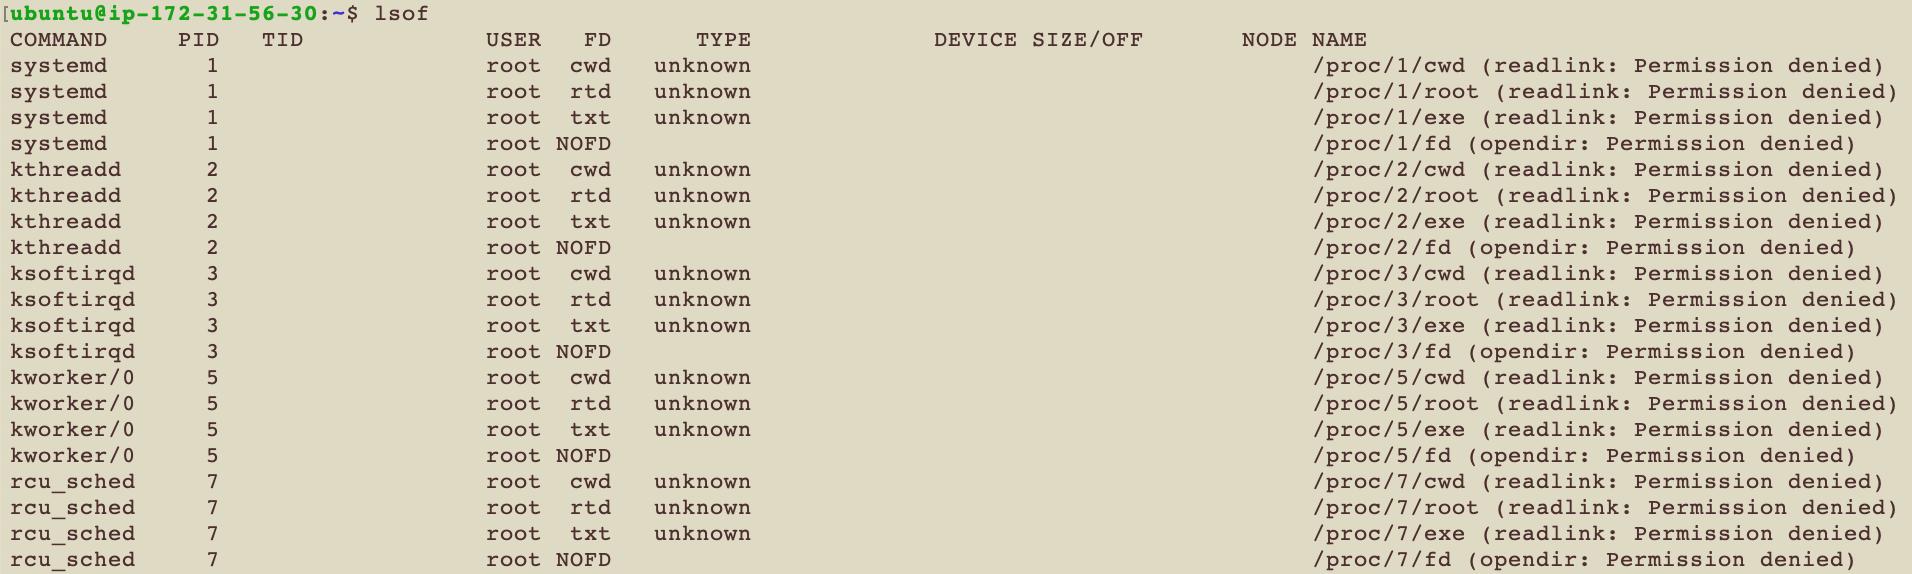 [ubuntu@ip-172-31-56-30:~$ lsof
COMMAND PID TID USER FD TYPE DEVICE SIZE/OFF NODE NAME
systemd 1 root cwd unknown /proc/1/cwd (readlink: Permission denied)
systemd 1 root rtd unknown /proc/1/root (readlink: Permission denied)
systemd 1 root txt unknown /proc/1/exe (readlink: Permission denied)
systemd 1 root NOFD /proc/1/fd (opendir: Permission denied)
kthreadd 2 root cwd unknown /proc/2/cwd (readlink: Permission denied)
kthreadd 2 root rtd unknown /proc/2/root (readlink: Permission denied)
kthreadd 2 root txt unknown /proc/2/exe (readlink: Permission denied)
kthreadd 2 root NOFD /proc/2/fd (opendir: Permission denied)
ksoftirqd 3 root cwd unknown /proc/3/cwd (readlink: Permission denied)
ksoftirqd 3 root rtd unknown /proc/3/root (readlink: Permission denied)
ksoftirqd 3 root txt unknown /proc/3/exe (readlink: Permission denied)
ksoftirqd 3 root NOFD /proc/3/fd (opendir: Permission denied)
kworker/0 5 root cwd unknown /proc/5/cwd (readlink: Permission denied)
kworker/0 5 root rtd unknown /proc/5/root (readlink: Permission denied)
kworker/0 5 root txt unknown /proc/5/exe (readlink: Permission denied)
kworker/0 5 root NOFD /proc/5/fd (opendir: Permission denied)
rcu_sched 7 root cwd unknown /proc/7/cwd (readlink: Permission denied)
rcu_sched 7 root rtd unknown /proc/7/root (readlink: Permission denied)
rcu_sched 7 root txt unknown /proc/7/exe (readlink: Permission denied)
rcu_sched 7 root NOFD /proc/7/fd (opendir: Permission denied)